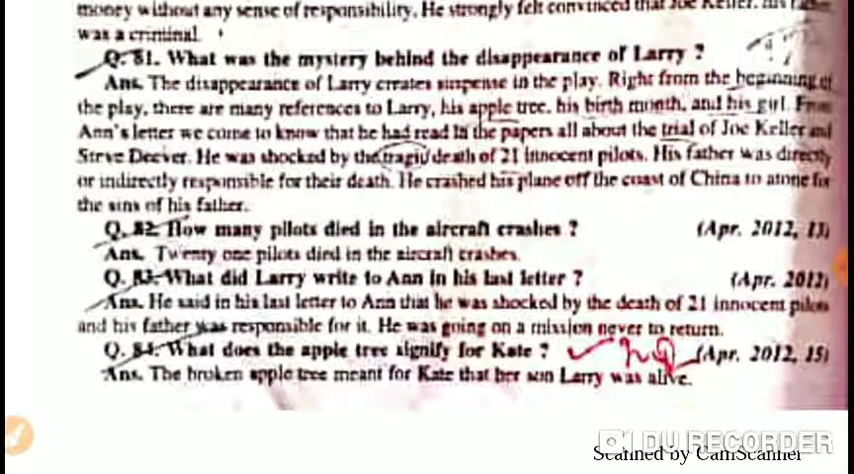 money without any sense of responsibility. He strongly felt convinced that Joe Keller, his
was a criminal.
Q. 81. What was the mystery behind the disappearance of Larry ?
Ans. The disappearance of Larry creates suspense in the play. Right from the beginning of
the play, there are many references to Larry, his apple tree, his birth month, and his girl. From
Ann's letter we come to know that he had read in the papers all about the trial of Joe Keller and
Steve Deever. He was shocked by the tragic death of 21 innocent pilots. His father was directly
or indirectly responsible for their death. He crashed his plane off the coast of China to atone for
the sins of his father.
Q. 82. How many pilots died in the aircraft crashes ? (Apr. 2012, 13)
Ans. Twenty one pilots died in the aircraft crashes.
Q. 83. What did Larry write to Ann in his last letter ? (Apr. 2012)
Ans. He said in his last letter to Ann that he was shocked by the death of 21 innocent pilots
and his father was responsible for it. He was going on a mission never to return.
Q. 84. What does the apple tree signify for Kate ? (Apr. 2012, 15)
Ans. The broken apple tree meant for Kate that her son Larry was alive.
DU RECORDER
Scanned by CamScanner